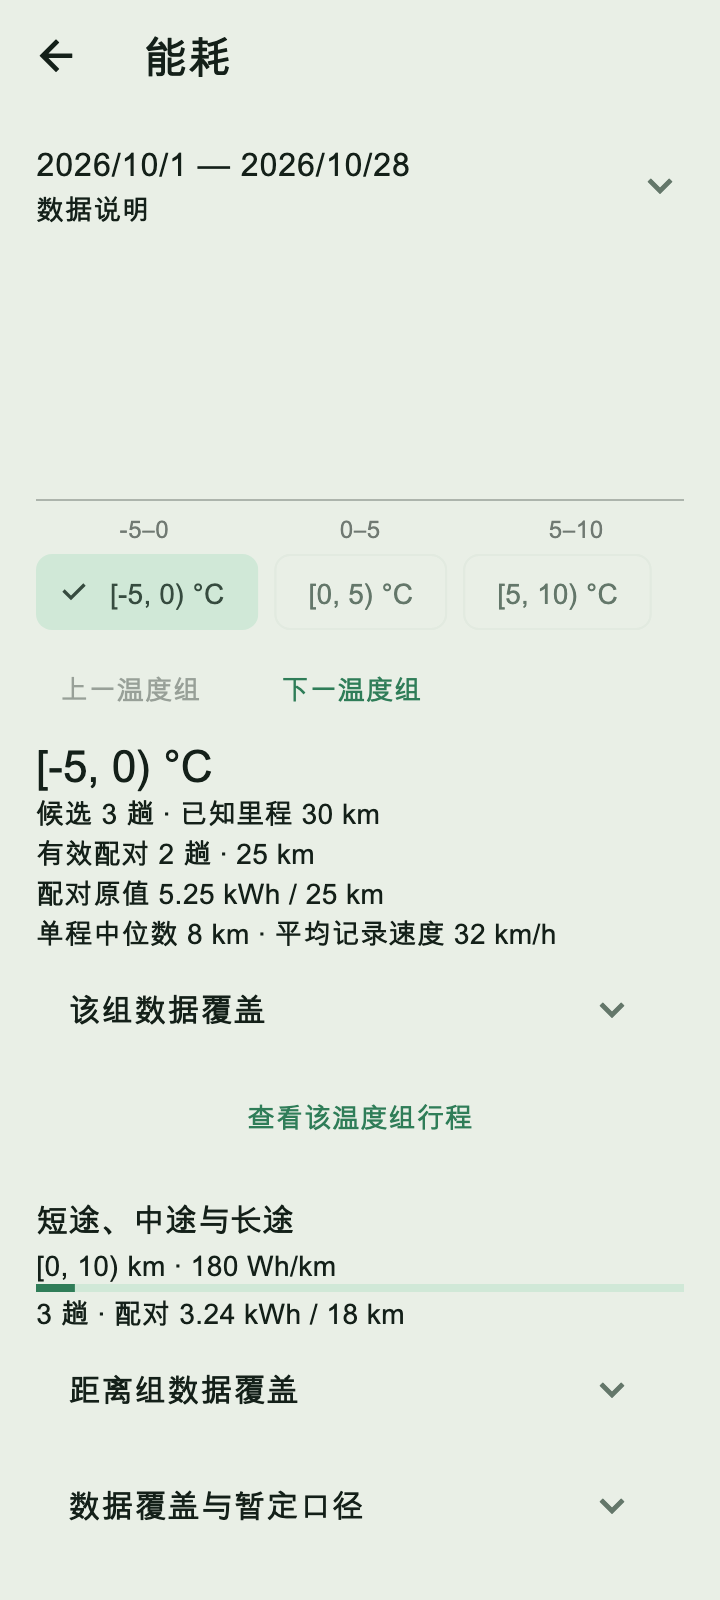 能耗
2026/10/1 — 2026/10/28
数据说明
-5–0 0–5 5–10
[-5, 0) °C [0, 5) °C [5, 10) °C
上一温度组 下一温度组
[-5, 0) °C
候选 3 趟 · 已知里程 30 km
有效配对 2 趟 · 25 km
配对原值 5.25 kWh / 25 km
单程中位数 8 km · 平均记录速度 32 km/h
该组数据覆盖
查看该温度组行程
短途、中途与长途
[0, 10) km · 180 Wh/km
3 趟 · 配对 3.24 kWh / 18 km
距离组数据覆盖
数据覆盖与暂定口径